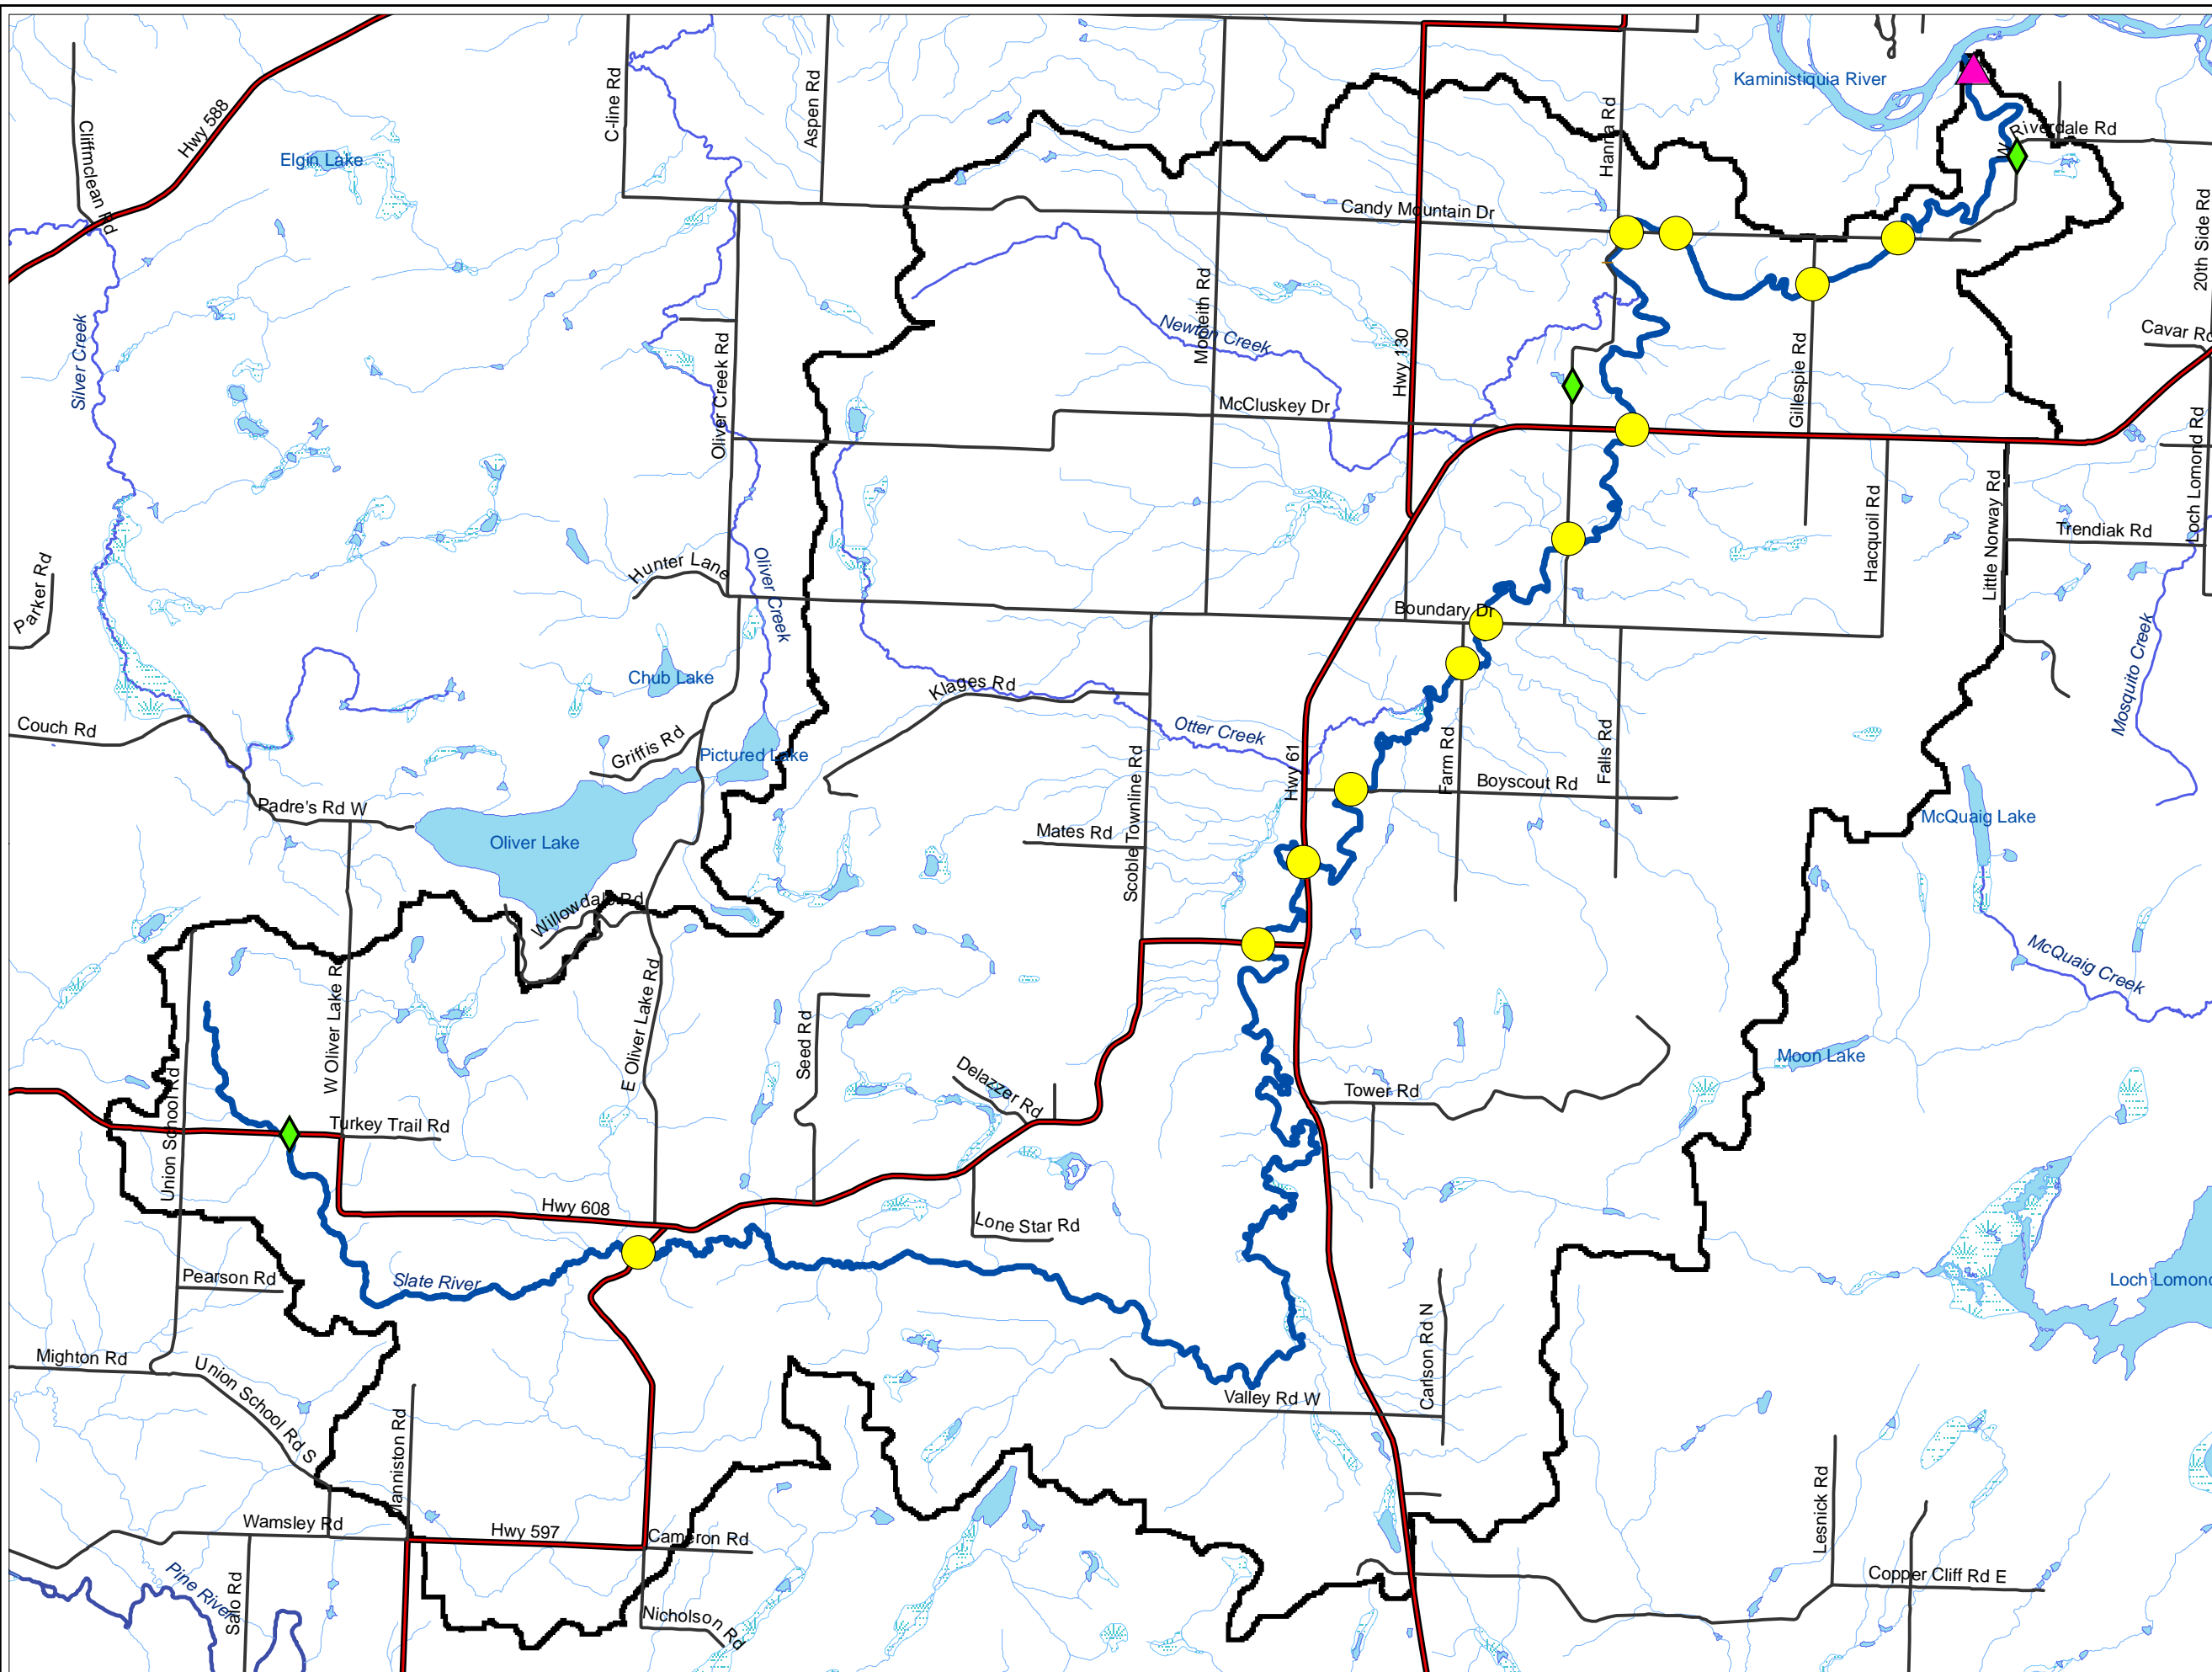 Kaministiquia River
Riverdale Rd
W
Hwy 588
C-line Rd
Aspen Rd
Hanna Rd
Cliffmclean Rd
Elgin Lake
Candy Mountain Dr
20th Side Rd
Silver Creek
Oliver Creek Rd
Monteith Rd
Newton Creek
Hwy 130
Gillespie Rd
Cavar Rd
McCluskey Dr
Loch Lomond Rd
Hacquoil Rd
Little Norway Rd
Trendiak Rd
Parker Rd
Hunter Lane
Oliver Creek
Boundary Dr
Mosquito Creek
Chub Lake
Klages Rd
Couch Rd
Griffis Rd
Pictured Lake
Otter Creek
Scoble Townline Rd
Hwy 61
Farm Rd
Falls Rd
Boyscout Rd
Padre's Rd W
McQuaig Lake
Oliver Lake
Mates Rd
Willowdale Rd
McQuaig Creek
W Oliver Lake R
E Oliver Lake Rd
Seed Rd
Moon Lake
Delazzer Rd
Tower Rd
Union School Rd
Turkey Trail Rd
Hwy 608
Lone Star Rd
Pearson Rd
Slate River
Loch Lomond
Carlson Rd N
Mighton Rd
Union School Rd S
Valley Rd W
Manniston Rd
Lesnick Rd
Wamsley Rd
Hwy 597
Cameron Rd
Pine River
Salo Rd
Copper Cliff Rd E
Nicholson Rd